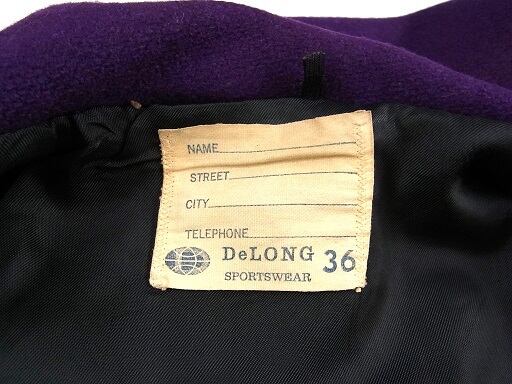 NAME
STREET
CITY
TELEPHONE
DeLONG 36
SPORTSWEAR